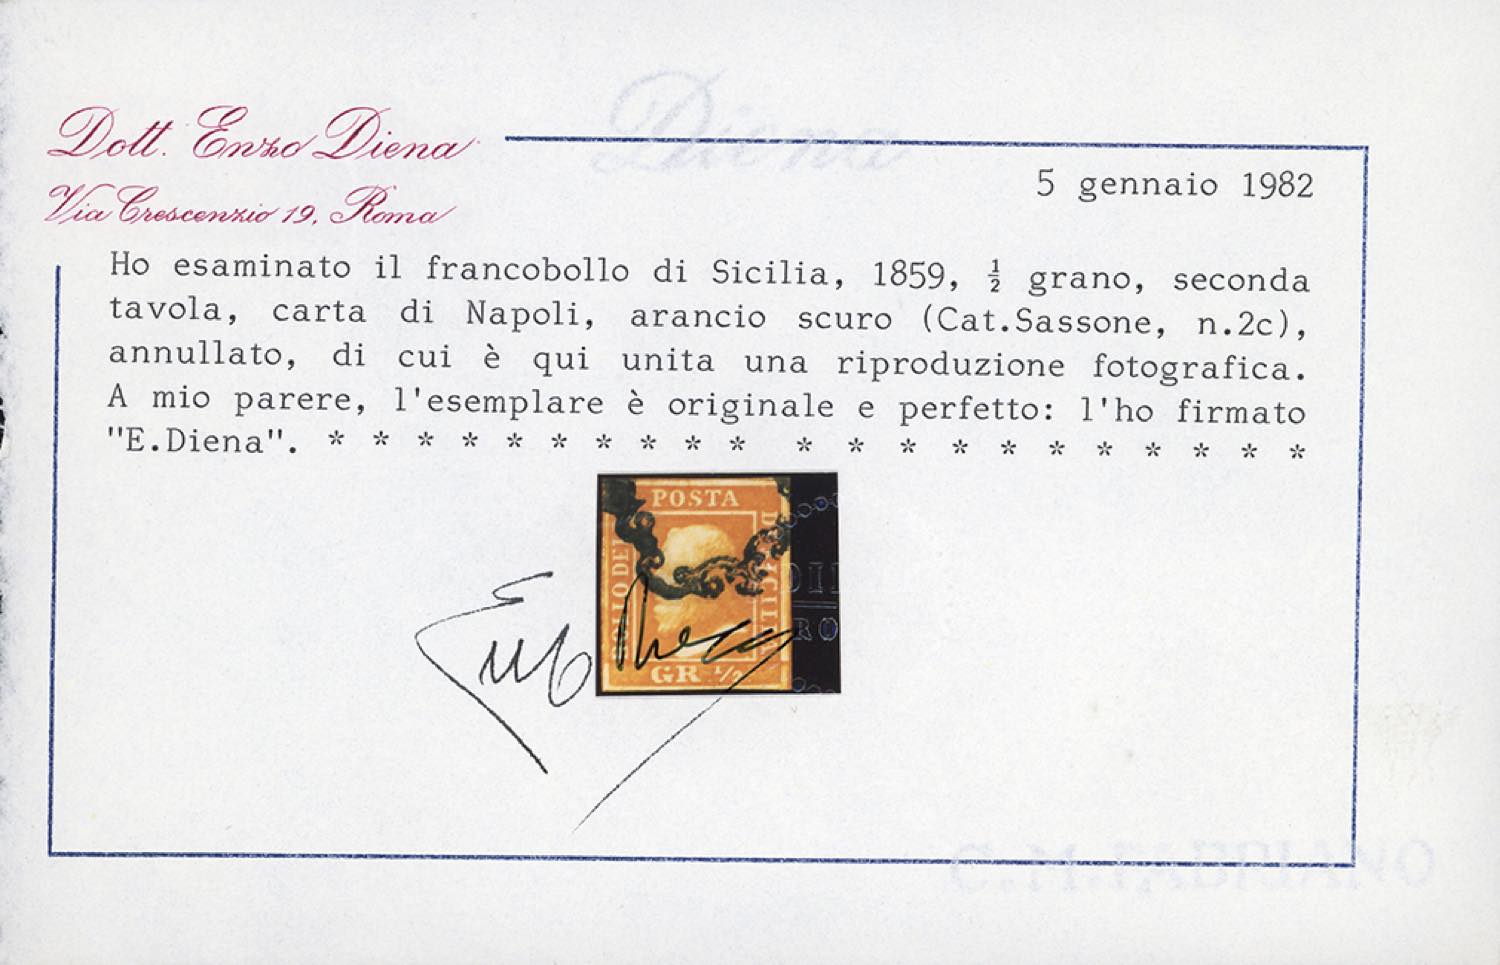 Diena
Dott. Enzo Diena
Via Crescenzio 19, Roma
5 gennaio 1982
Ho esaminato il francobollo di Sicilia, 1859, ½ grano, seconda
tavola, carta di Napoli, arancio scuro (Cat.Sassone, n.2c),
annullato, di cui è qui unita una riproduzione fotografica.
A mio parere, l'esemplare è originale e perfetto: l'ho firmato
"E.Diena". * * * * * * * * * * * * * * * * * * * * *
POSTA
GR ½
C.M.FABRIANO